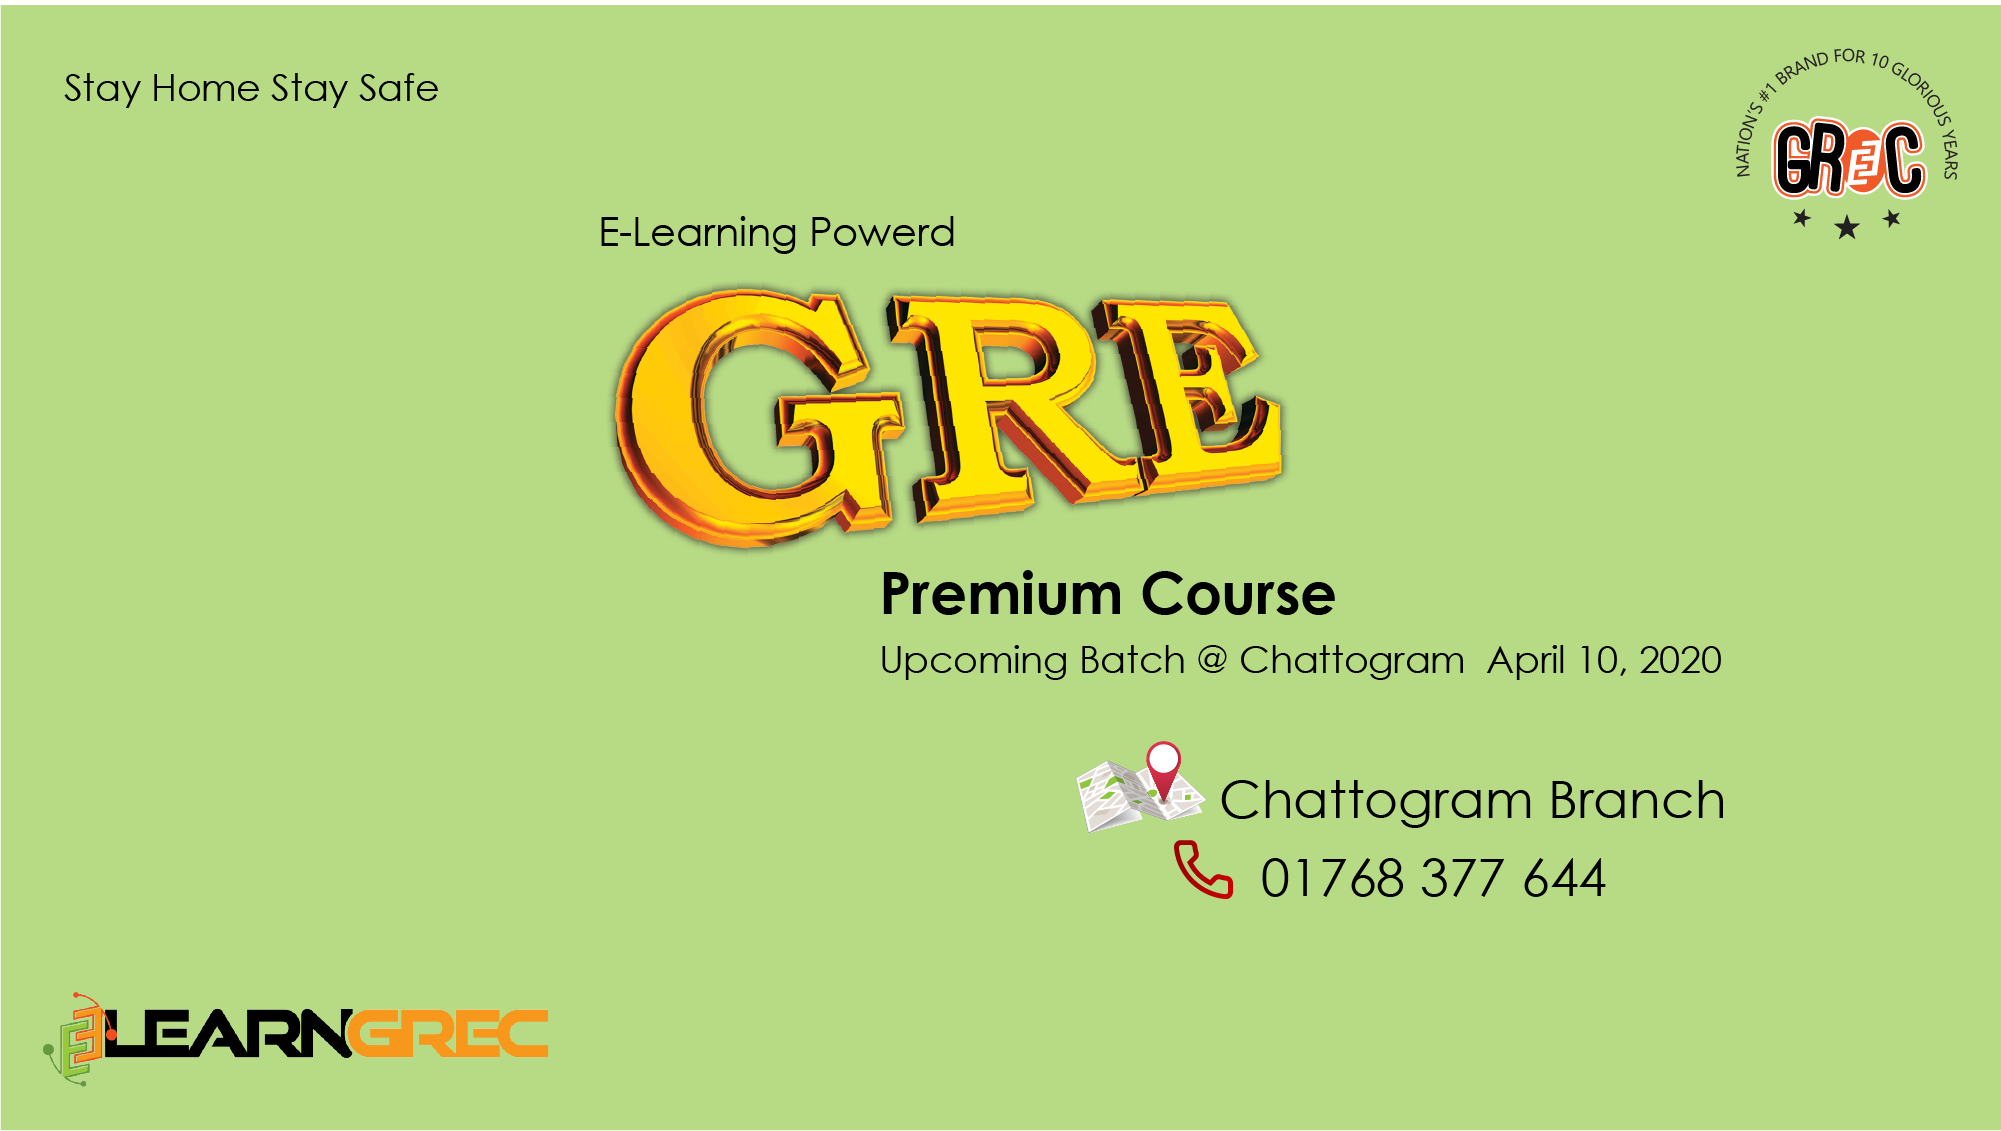 Stay Home Stay Safe
NATION'S #1 BRAND FOR 10 GLORIOUS YEARS
GREC
E-Learning Powerd
GRE
Premium Course
Upcoming Batch @ Chattogram April 10, 2020
Chattogram Branch
01768 377 644
LEARNGREC